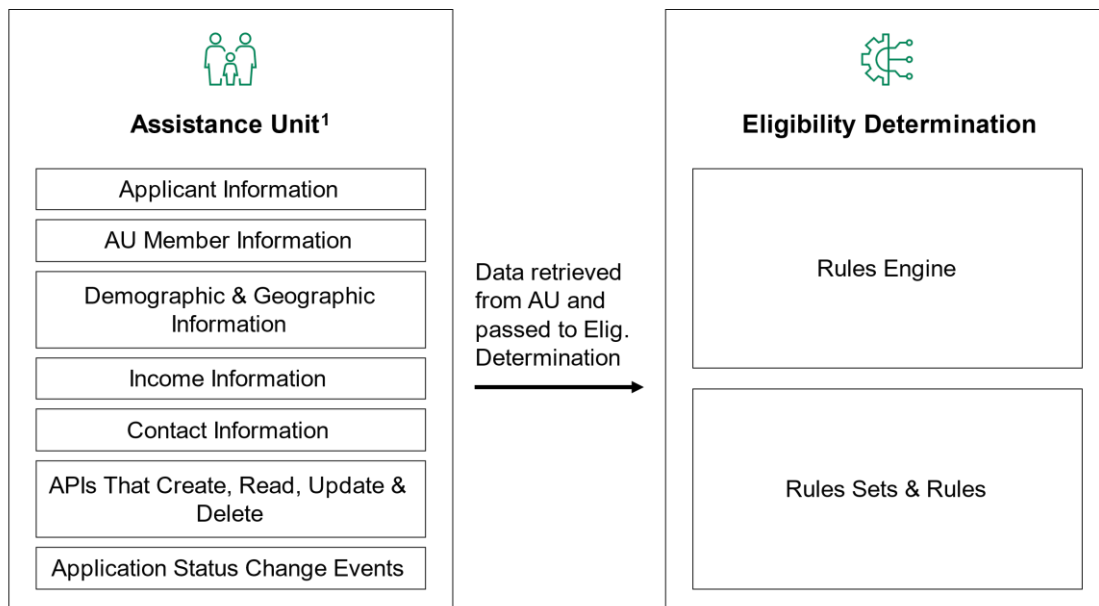 Assistance Unit¹
Applicant Information
AU Member Information
Demographic & Geographic
Information
Income Information
Contact Information
APIs That Create, Read, Update &
Delete
Application Status Change Events
Data retrieved
from AU and
passed to Elig.
Determination
Eligibility Determination
Rules Engine
Rules Sets & Rules